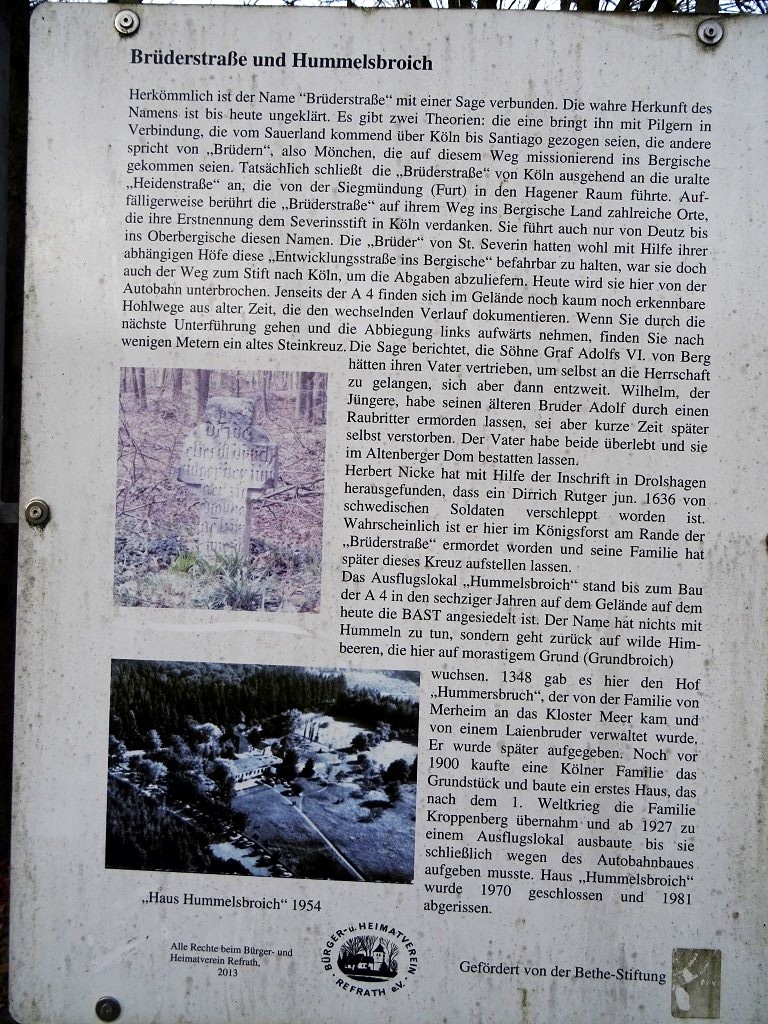 Brüderstraße und Hummelsbroich
Herkömmlich ist der Name “Brüderstraße“ mit einer Sage verbunden. Die wahre Herkunft des
Namens ist bis heute ungeklärt. Es gibt zwei Theorien: die eine bringt ihn mit Pilgern in
Verbindung, die vom Sauerland kommend über Köln bis Santiago gezogen seien, die andere
spricht von „Brüdern“, also Mönchen, die auf diesem Weg missionierend ins Bergische
gekommen seien. Tatsächlich schließt die „Brüderstraße“ von Köln ausgehend an die uralte
„Heidenstraße“ an, die von der Siegmündung (Furt) in den Hagener Raum führte. Auf-
fälligerweise berührt die „Brüderstraße“ auf ihrem Weg ins Bergische Land zahlreiche Orte,
die ihre Erstnennung dem Severinsstift in Köln verdanken. Sie führt auch nur von Deutz bis
ins Oberbergische diesen Namen. Die „Brüder“ von St. Severin hatten wohl mit Hilfe ihrer
abhängigen Höfe diese „Entwicklungsstraße ins Bergische“ befahrbar zu halten, war sie doch
auch der Weg zum Stift nach Köln, um die Abgaben abzuliefern. Heute wird sie hier von der
Autobahn unterbrochen. Jenseits der A 4 finden sich im Gelände noch kaum noch erkennbare
Hohlwege aus alter Zeit, die den wechselnden Verlauf dokumentieren. Wenn Sie durch die
nächste Unterführung gehen und die Abbiegung links aufwärts nehmen, finden Sie nach
wenigen Metern ein altes Steinkreuz. Die Sage berichtet, die Söhne Graf Adolfs VI. von Berg
hätten ihren Vater vertrieben, um selbst an die Herrschaft
zu gelangen, sich aber dann entzweit. Wilhelm, der
Jüngere, habe seinen älteren Bruder Adolf durch einen
Raubritter ermorden lassen, sei aber kurze Zeit später
selbst verstorben. Der Vater habe beide überlebt und sie
im Altenberger Dom bestatten lassen.
Herbert Nicke hat mit Hilfe der Inschrift in Drolshagen
herausgefunden, dass ein Dirrich Rutger jun. 1636 von
schwedischen Soldaten verschleppt worden ist.
Wahrscheinlich ist er hier im Königsforst am Rande der
„Brüderstraße“ ermordet worden und seine Familie hat
später dieses Kreuz aufstellen lassen.
Das Ausflugslokal „Hummelsbroich“ stand bis zum Bau
der A 4 in den sechziger Jahren auf dem Gelände auf dem
heute die BAST angesiedelt ist. Der Name hat nichts mit
Hummeln zu tun, sondern geht zurück auf wilde Him-
beeren, die hier auf morastigem Grund (Grundbroich)
wuchsen. 1348 gab es hier den Hof
„Hummersbruch“, der von der Familie von
Merheim an das Kloster Meer kam und
von einem Laienbruder verwaltet wurde.
Er wurde später aufgegeben. Noch vor
1900 kaufte eine Kölner Familie das
Grundstück und baute ein erstes Haus, das
nach dem 1. Weltkrieg die Familie
Kroppenberg übernahm und ab 1927 zu
einem Ausflugslokal ausbaute bis sie
schließlich wegen des Autobahnbaues
aufgeben musste. Haus „Hummelsbroich“
wurde 1970 geschlossen und 1981
abgerissen.
„Haus Hummelsbroich“ 1954
Alle Rechte beim Bürger- und
Heimatverein Refrath,
2013
BÜRGER- u. HEIMATVEREIN
REFRATH e.V.
Gefördert von der Bethe-Stiftung